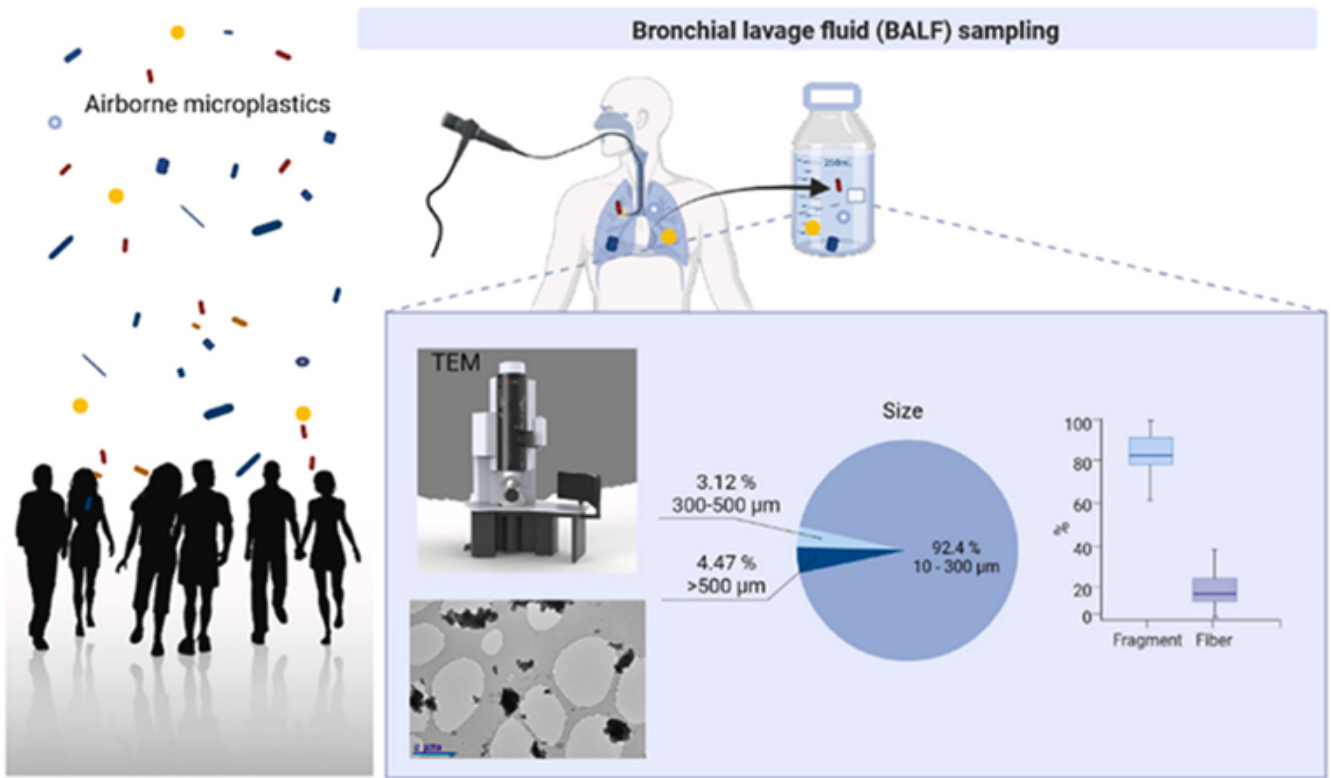 Bronchial lavage fluid (BALF) sampling
Airborne microplastics
TEM
Size
3.12 %
300-500 µm
4.47 %
>500 µm
92.4 %
10 - 300 µm
%
100
80
60
40
20
0
Fragment Fiber